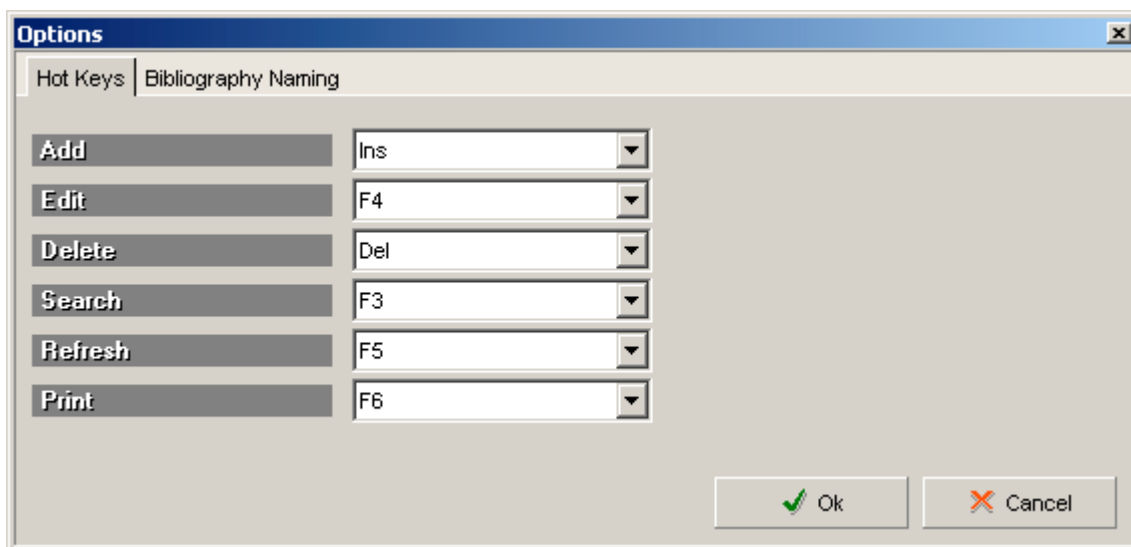 Options
Hot Keys Bibliography Naming
Add Ins
Edit F4
Delete Del
Search F3
Refresh F5
Print F6
Ok Cancel